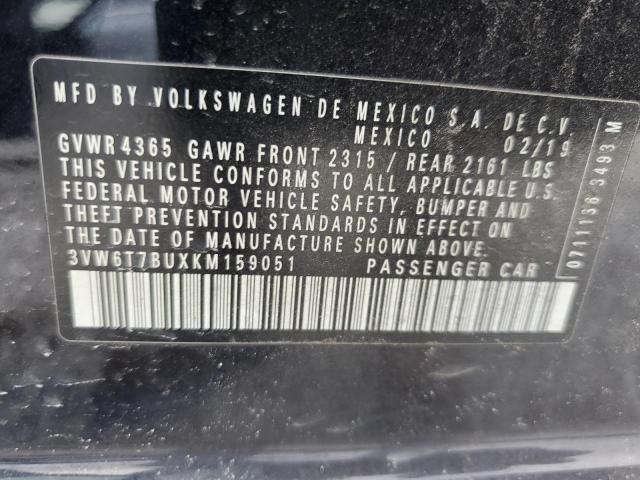 MFD BY VOLKSWAGEN DE MEXICO S.A. DE C.V.
MEXICO 02/19
GVWR 4365 GAWR FRONT 2315 / REAR 2161 LBS
THIS VEHICLE CONFORMS TO ALL APPLICABLE U.S.
FEDERAL MOTOR VEHICLE SAFETY, BUMPER AND
THEFT PREVENTION STANDARDS IN EFFECT ON
THE DATE OF MANUFACTURE SHOWN ABOVE.
3VW6T7BUXKM159051 PASSENGER CAR
0711136 3493 M